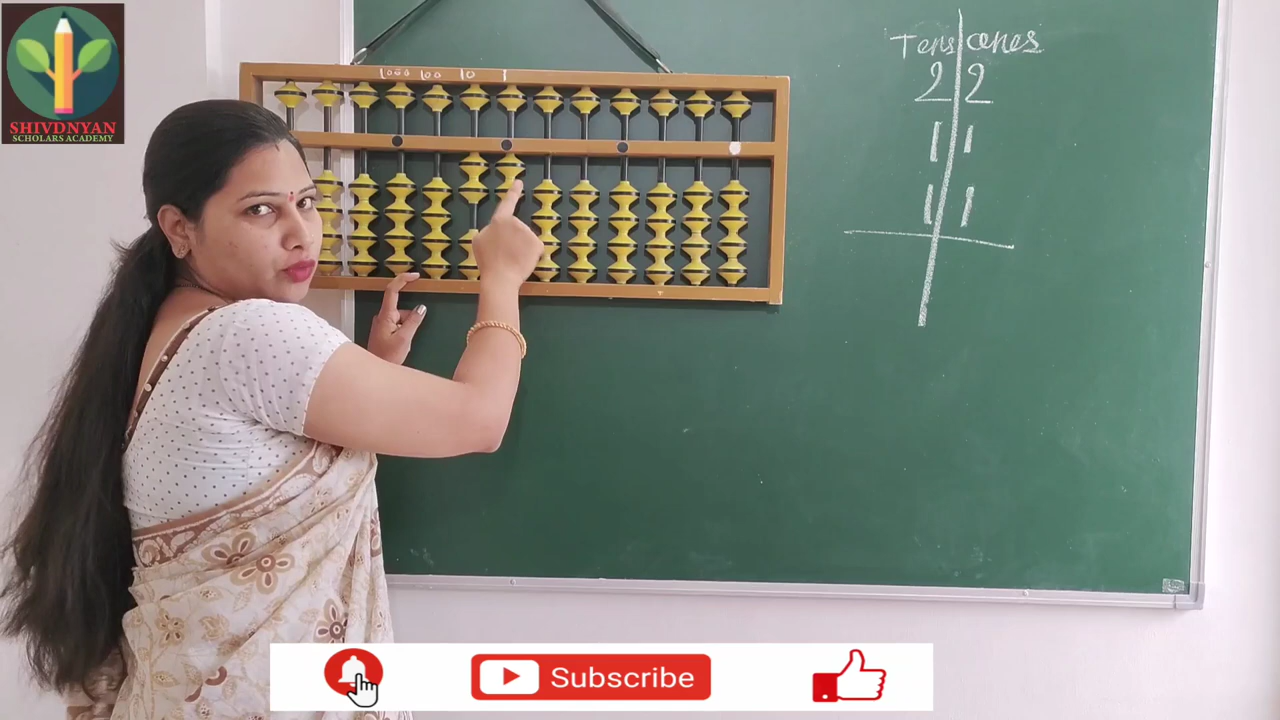 SHIVDNYAN
SCHOLARS ACADEMY
1000 100 10 1
Tens ones
2 2
1 1
1 1
Subscribe